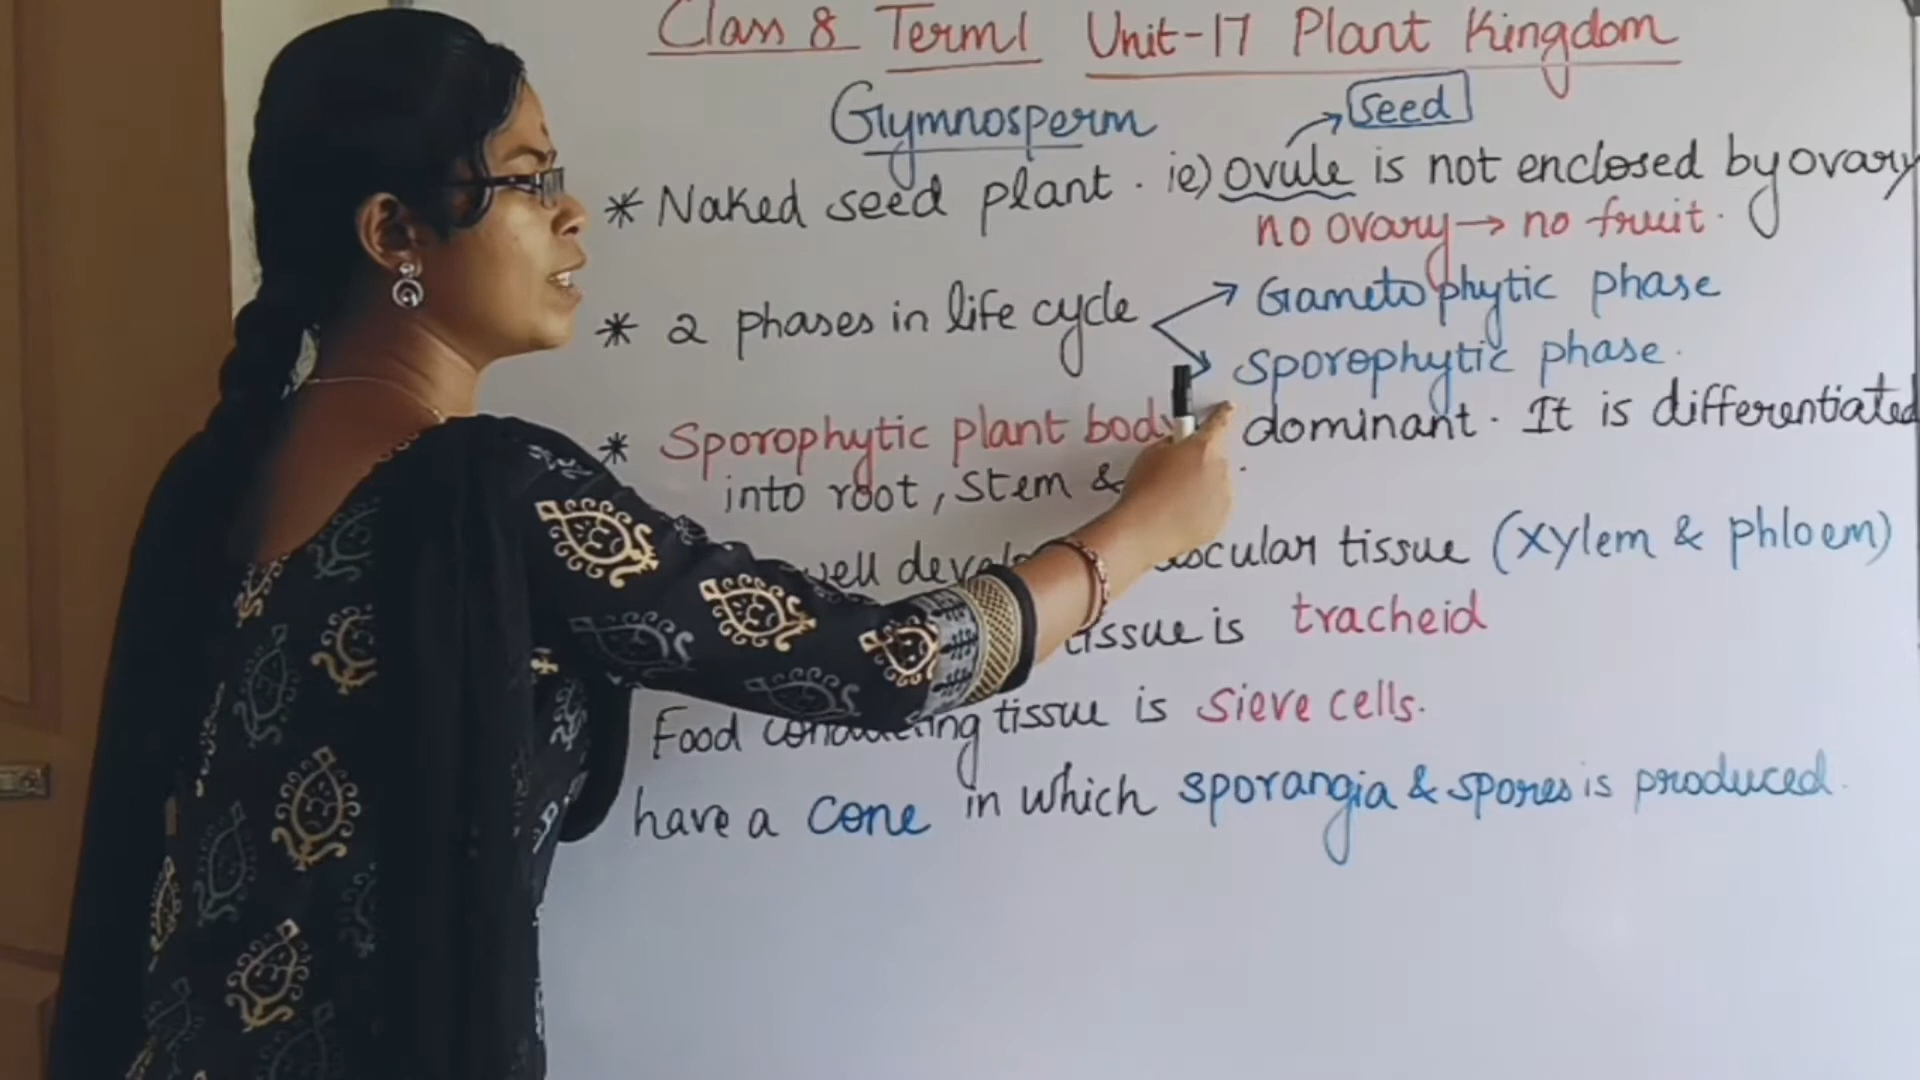 Class 8 Term 1 Unit-17 Plant Kingdom
Gymnosperm
seed
* Naked seed plant. ie) ovule is not enclosed by ovary
no ovary → no fruit.
* 2 phases in life cycle → Gametophytic phase
→ Sporophytic phase.
* Sporophytic plant body dominant. It is differentiated
into root, stem &
well tissue (xylem & phloem)
tissue is tracheid
Food conducting tissue is sieve cells.
have a cone in which sporangia & spores is produced.